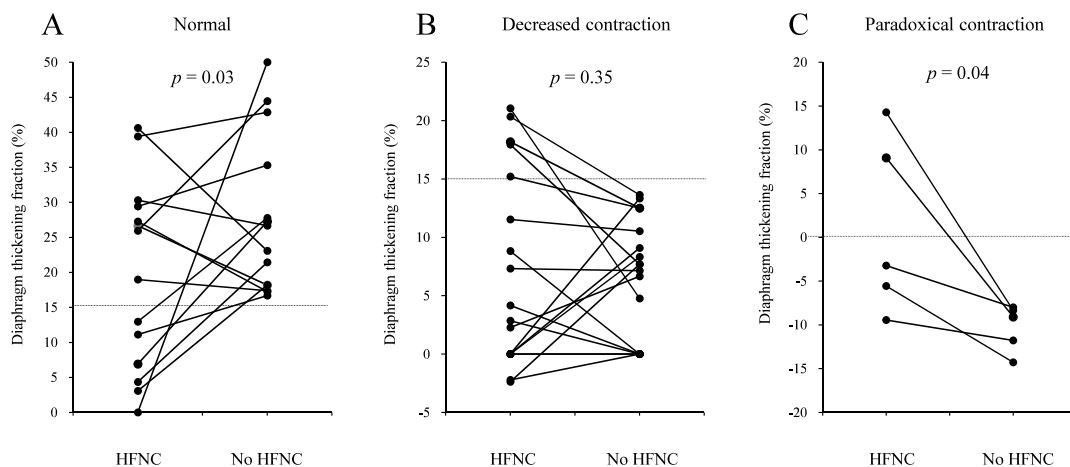 A
Normal
p = 0.03
Diaphragm thickening fraction (%)
50
45
40
35
30
25
20
15
10
5
0
HFNC
No HFNC
B
Decreased contraction
p = 0.35
Diaphragm thickening fraction (%)
25
20
15
10
5
0
-5
HFNC
No HFNC
C
Paradoxical contraction
p = 0.04
Diaphragm thickening fraction (%)
20
15
10
5
0
-5
-10
-15
-20
HFNC
No HFNC